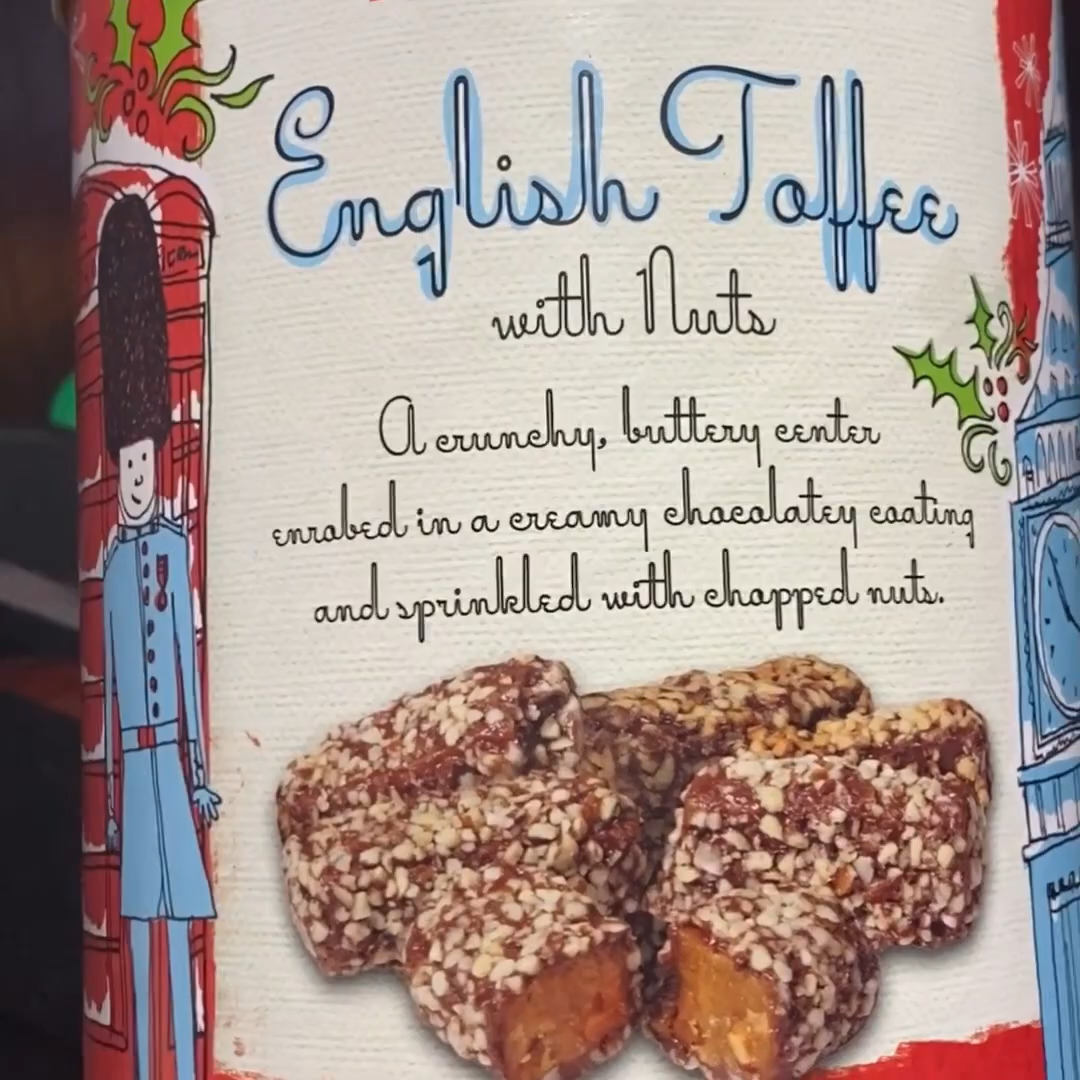 English Toffee
with Nuts
A crunchy, buttery center
enrobed in a creamy chocolatey coating
and sprinkled with chopped nuts.